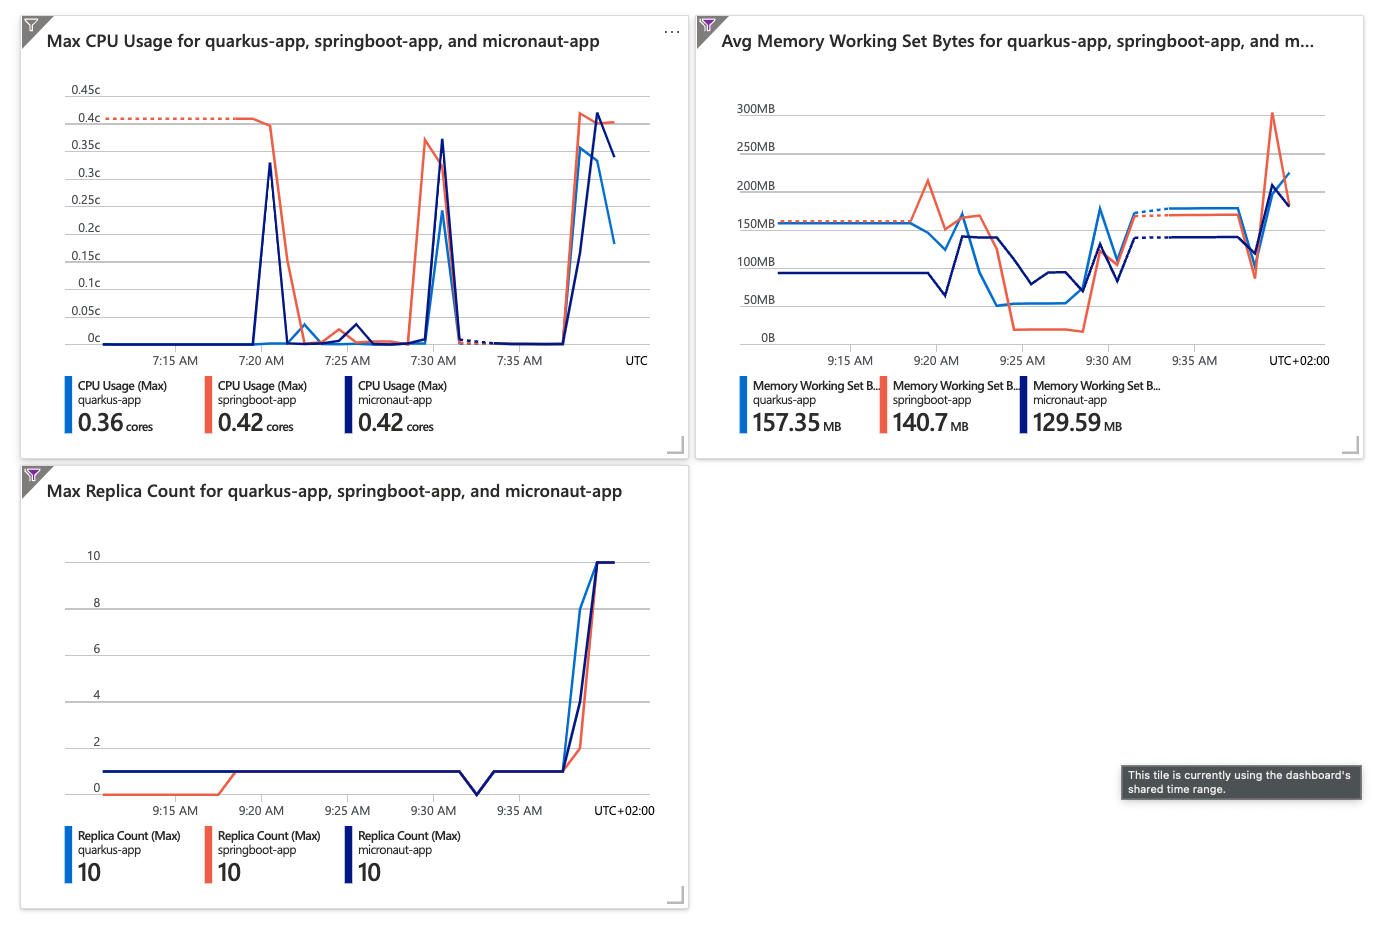 Max CPU Usage for quarkus-app, springboot-app, and micronaut-app
...
0.45c
0.4c
0.35c
0.3c
0.25c
0.2c
0.15c
0.1c
0.05c
0c
7:15 AM 7:20 AM 7:25 AM 7:30 AM 7:35 AM UTC
CPU Usage (Max) CPU Usage (Max) CPU Usage (Max)
quarkus-app springboot-app micronaut-app
0.36 cores 0.42 cores 0.42 cores
Avg Memory Working Set Bytes for quarkus-app, springboot-app, and m...
300MB
250MB
200MB
150MB
100MB
50MB
0B
9:15 AM 9:20 AM 9:25 AM 9:30 AM 9:35 AM UTC+02:00
Memory Working Set B... Memory Working Set B... Memory Working Set B...
quarkus-app springboot-app micronaut-app
157.35 MB 140.7 MB 129.59 MB
Max Replica Count for quarkus-app, springboot-app, and micronaut-app
10
8
6
4
2
0
9:15 AM 9:20 AM 9:25 AM 9:30 AM 9:35 AM UTC+02:00
Replica Count (Max) Replica Count (Max) Replica Count (Max)
quarkus-app springboot-app micronaut-app
10 10 10
This tile is currently using the dashboard's
shared time range.